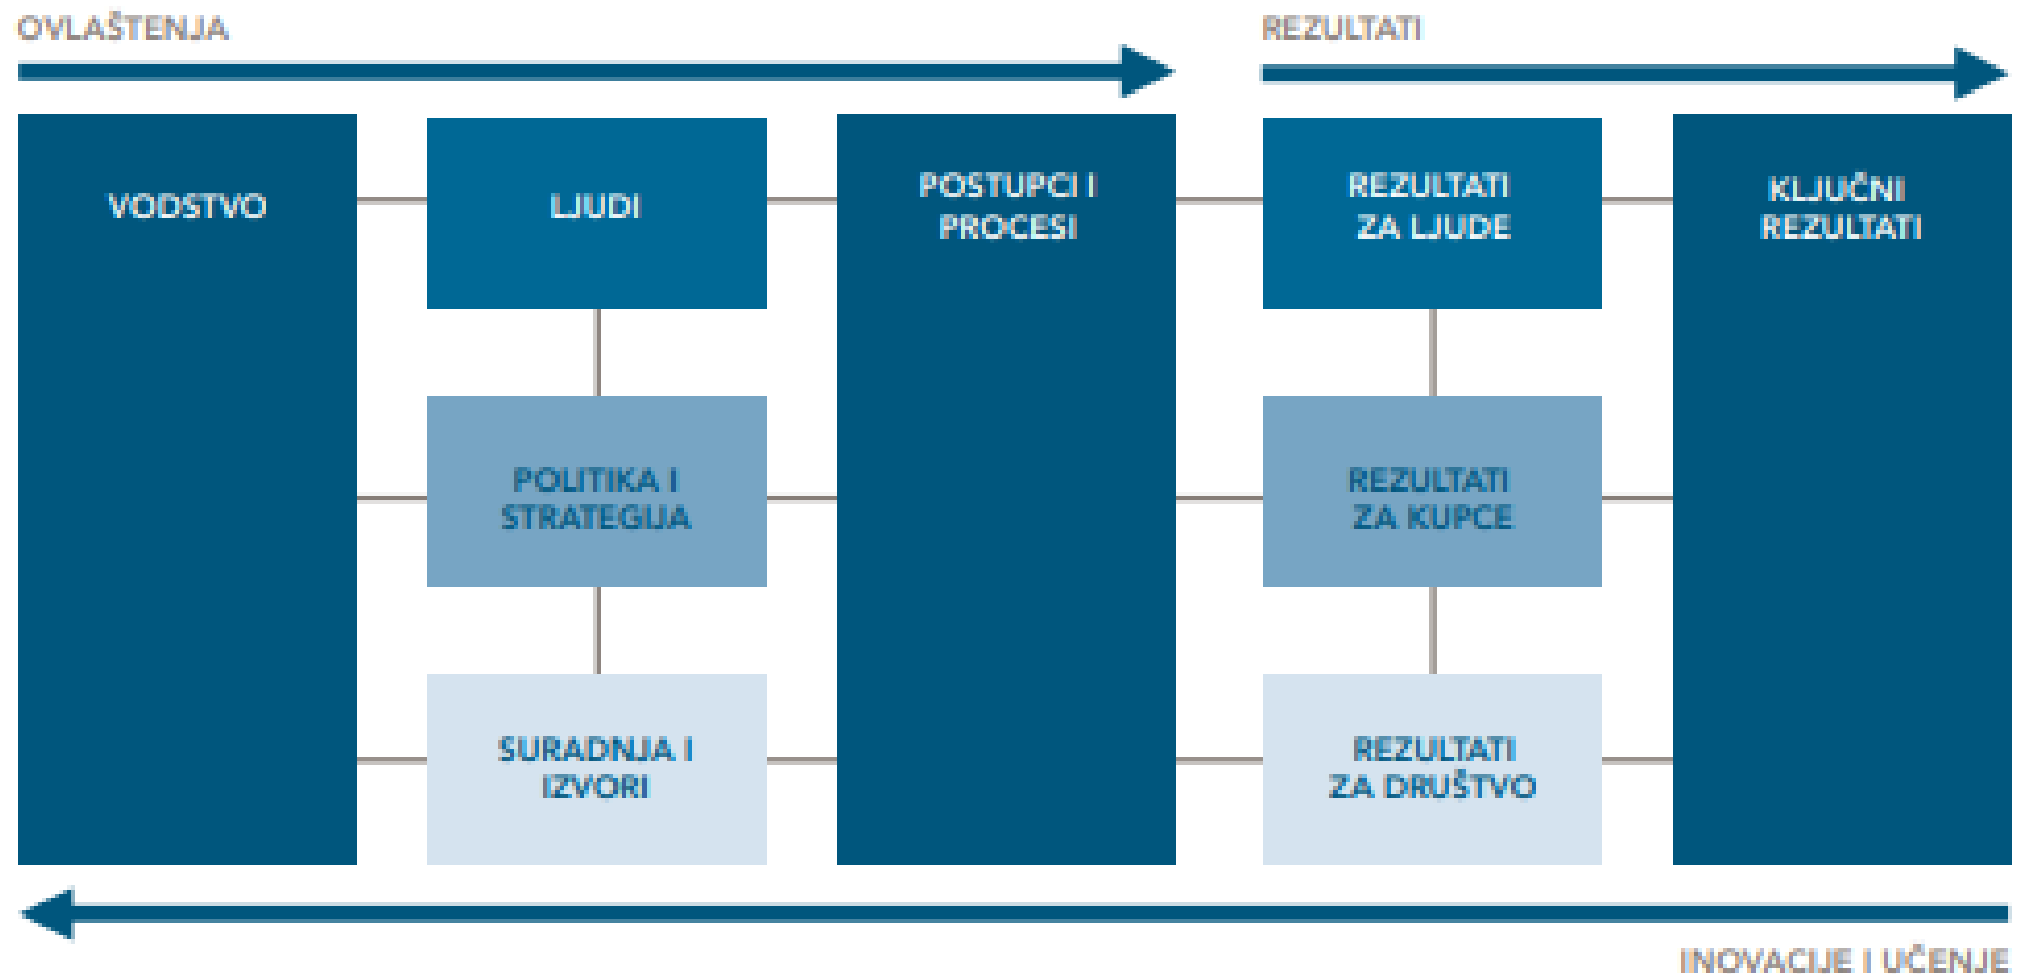 OVLAŠTENJA
REZULTATI
VODSTVO
LJUDI
POSTUPCI I
PROCESI
REZULTATI
ZA LJUDE
KLJUČNI
REZULTATI
POLITIKA I
STRATEGIJA
REZULTATI
ZA KUPCE
SURADNJA I
IZVORI
REZULTATI
ZA DRUŠTVO
INOVACIJE I UČENJE